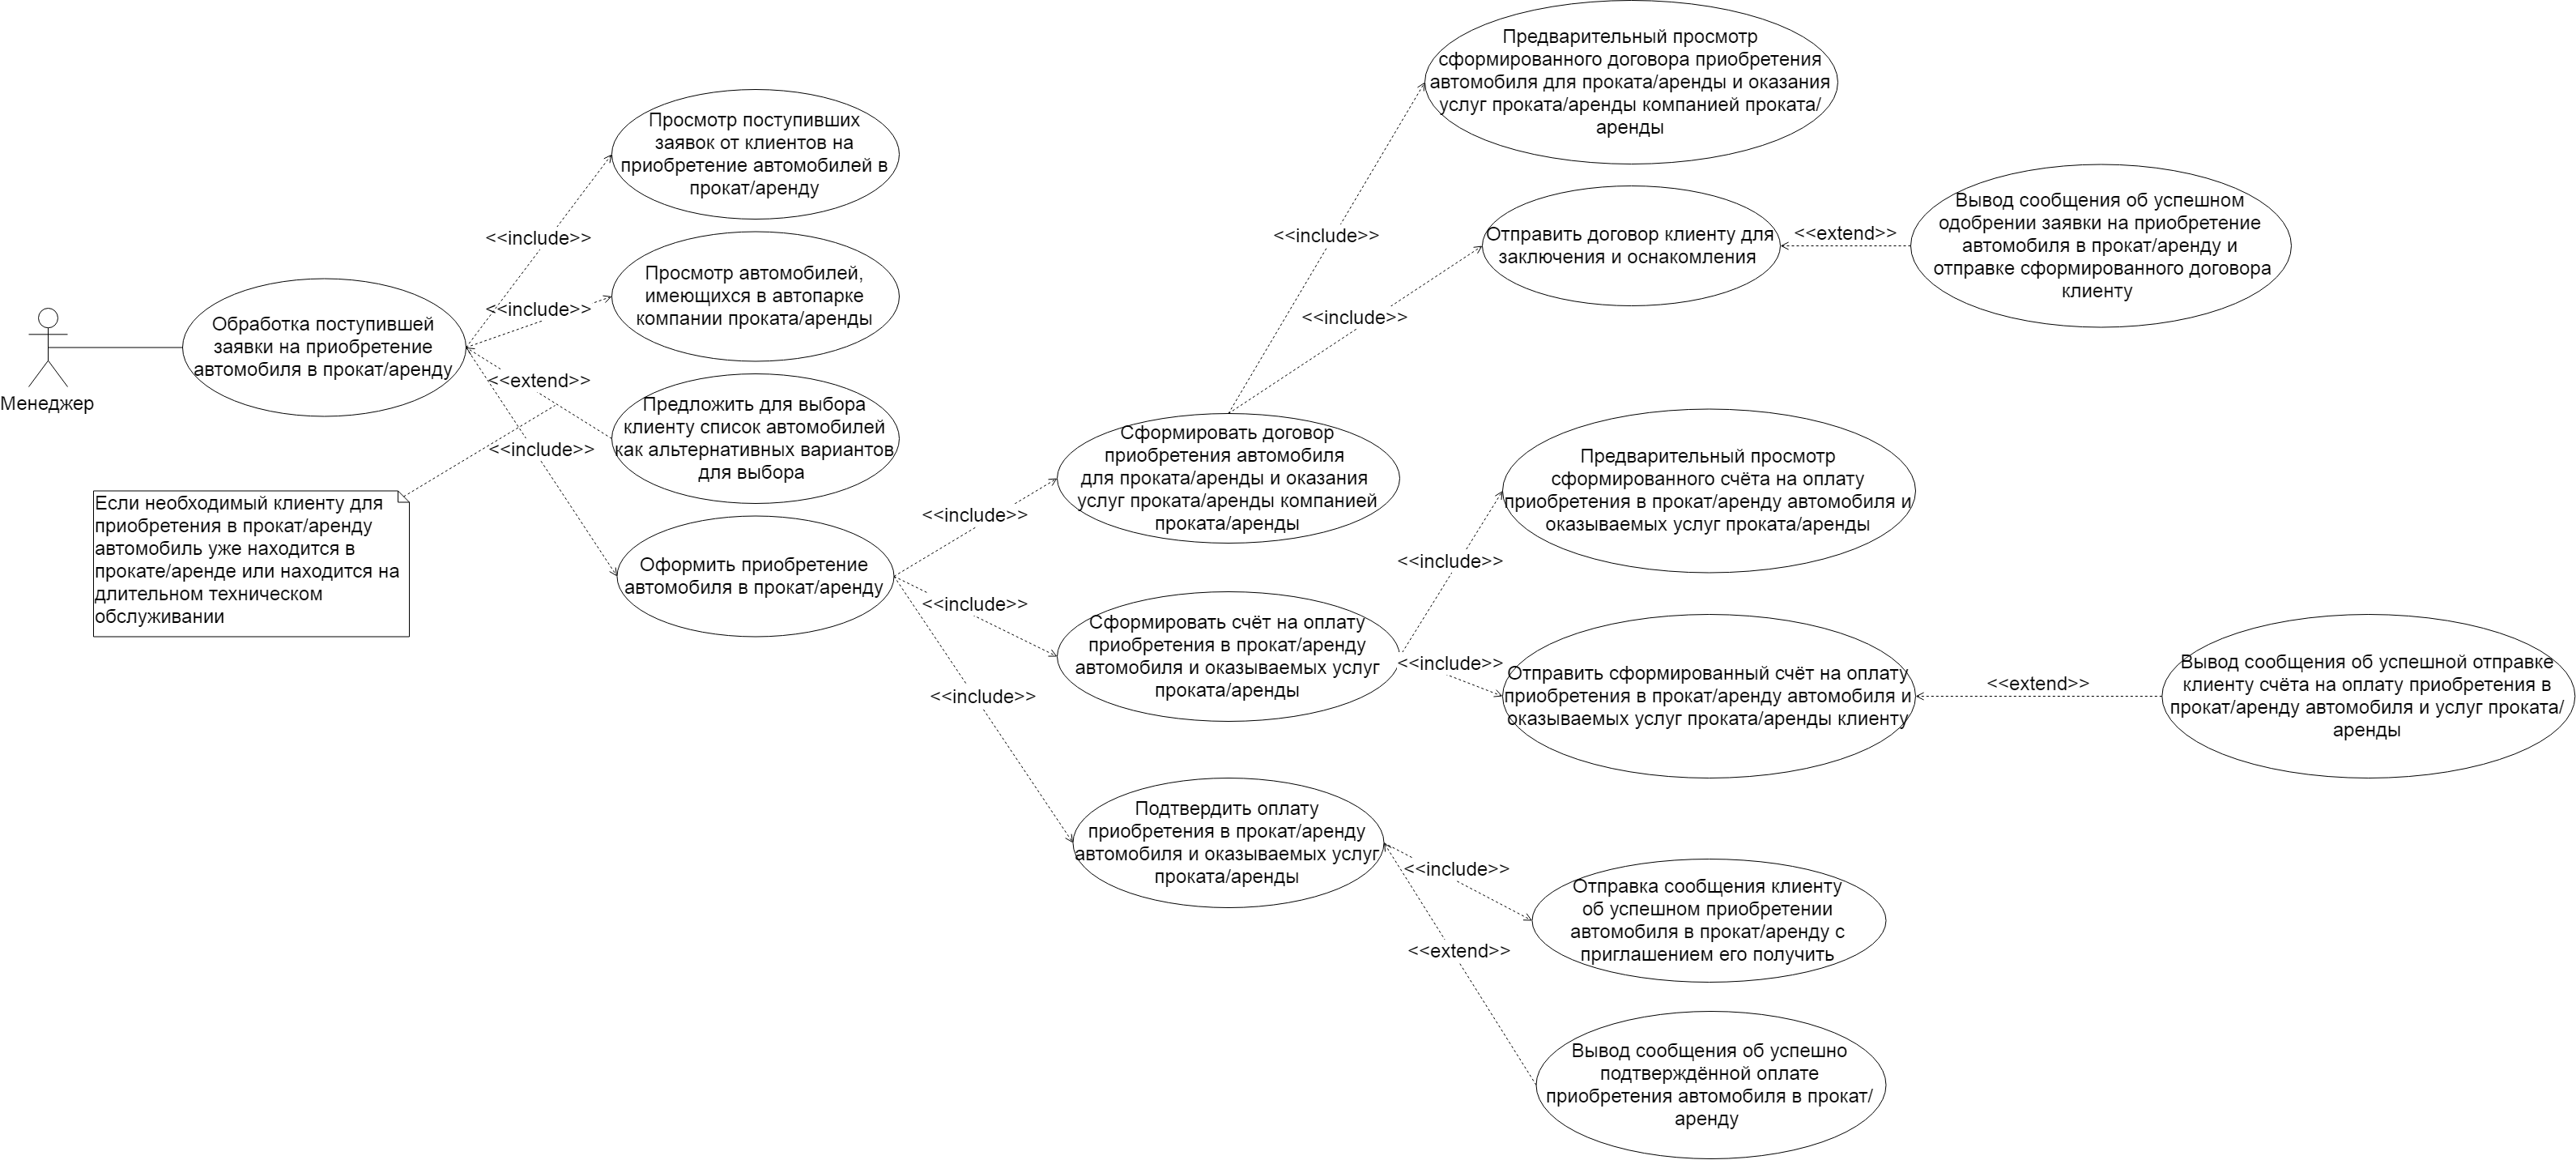 Менеджер
Обработка поступившей
заявки на приобретение
автомобиля в прокат/аренду
<<include>>
<<include>>
<<extend>>
<<include>>
Если необходимый клиенту для
приобретения в прокат/аренду
автомобиль уже находится в
прокате/аренде или находится на
длительном техническом
обслуживании
Просмотр поступивших
заявок от клиентов на
приобретение автомобилей в
прокат/аренду
Просмотр автомобилей,
имеющихся в автопарке
компании проката/аренды
Предложить для выбора
клиенту список автомобилей
как альтернативных вариантов
для выбора
Оформить приобретение
автомобиля в прокат/аренду
<<include>>
<<include>>
<<include>>
Сформировать договор
приобретения автомобиля
для проката/аренды и оказания
услуг проката/аренды компанией
проката/аренды
Сформировать счёт на оплату
приобретения в прокат/аренду
автомобиля и оказываемых услуг
проката/аренды
Подтвердить оплату
приобретения в прокат/аренду
автомобиля и оказываемых услуг
проката/аренды
<<include>>
<<include>>
<<include>>
<<include>>
<<include>>
<<extend>>
Предварительный просмотр
сформированного договора приобретения
автомобиля для проката/аренды и оказания
услуг проката/аренды компанией проката/
аренды
Отправить договор клиенту для
заключения и оснакомления
<<extend>>
Вывод сообщения об успешном
одобрении заявки на приобретение
автомобиля в прокат/аренду и
отправке сформированного договора
клиенту
Предварительный просмотр
сформированного счёта на оплату
приобретения в прокат/аренду автомобиля и
оказываемых услуг проката/аренды
Отправить сформированный счёт на оплату
приобретения в прокат/аренду автомобиля и
оказываемых услуг проката/аренды клиенту
<<extend>>
Вывод сообщения об успешной отправке
клиенту счёта на оплату приобретения в
прокат/аренду автомобиля и услуг проката/
аренды
Отправка сообщения клиенту
об успешном приобретении
автомобиля в прокат/аренду с
приглашением его получить
Вывод сообщения об успешно
подтверждённой оплате
приобретения автомобиля в прокат/
аренду